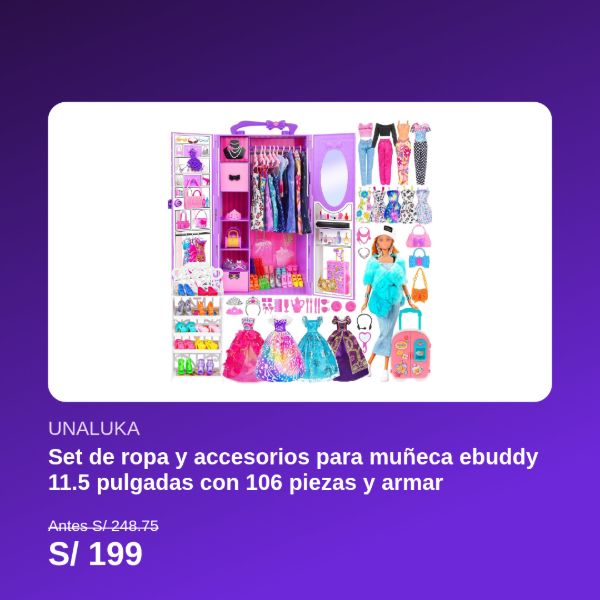 UNALUKA
Set de ropa y accesorios para muñeca ebuddy
11.5 pulgadas con 106 piezas y armar
Antes S/ 248.75
S/ 199